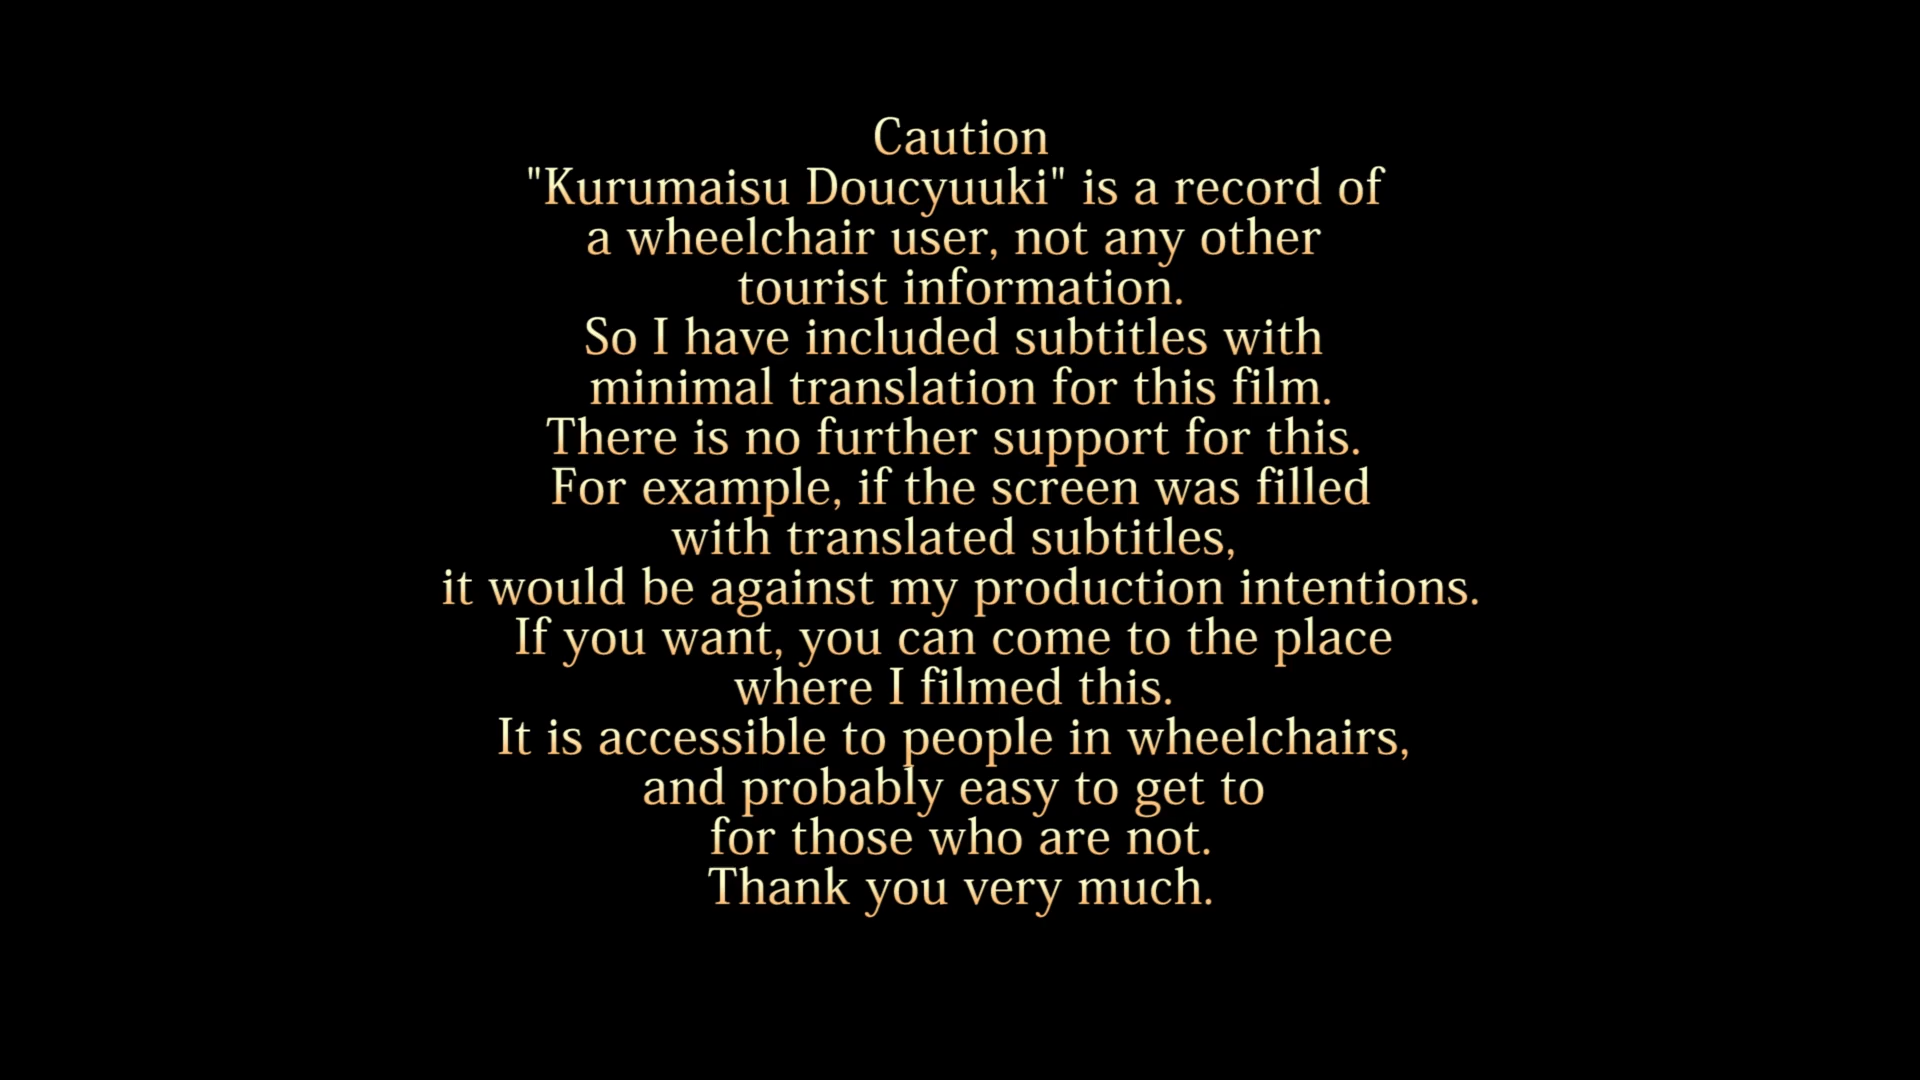 Caution
"Kurumaisu Doucyuuki" is a record of
a wheelchair user, not any other
tourist information.
So I have included subtitles with
minimal translation for this film.
There is no further support for this.
For example, if the screen was filled
with translated subtitles,
it would be against my production intentions.
If you want, you can come to the place
where I filmed this.
It is accessible to people in wheelchairs,
and probably easy to get to
for those who are not.
Thank you very much.